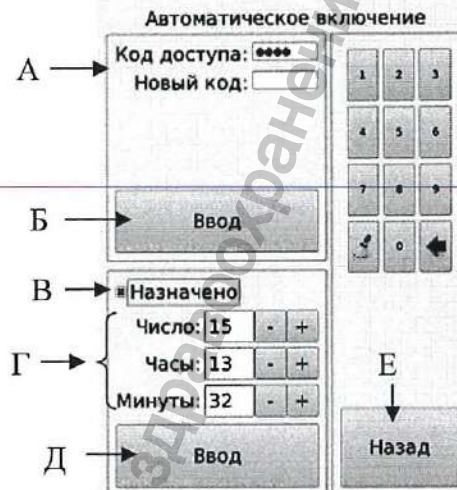 Автоматическое включение
А
Код доступа: ●●●●
Новый код:
1 2 3
4 5 6
7 8 9
0
Б
Ввод
В
Назначено
Г
Число: 15 - +
Часы: 13 - +
Минуты: 32 - +
Д
Ввод
Е
Назад
здравоохранени